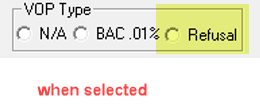 VOP Type
N/A BAC .01% Refusal
when selected